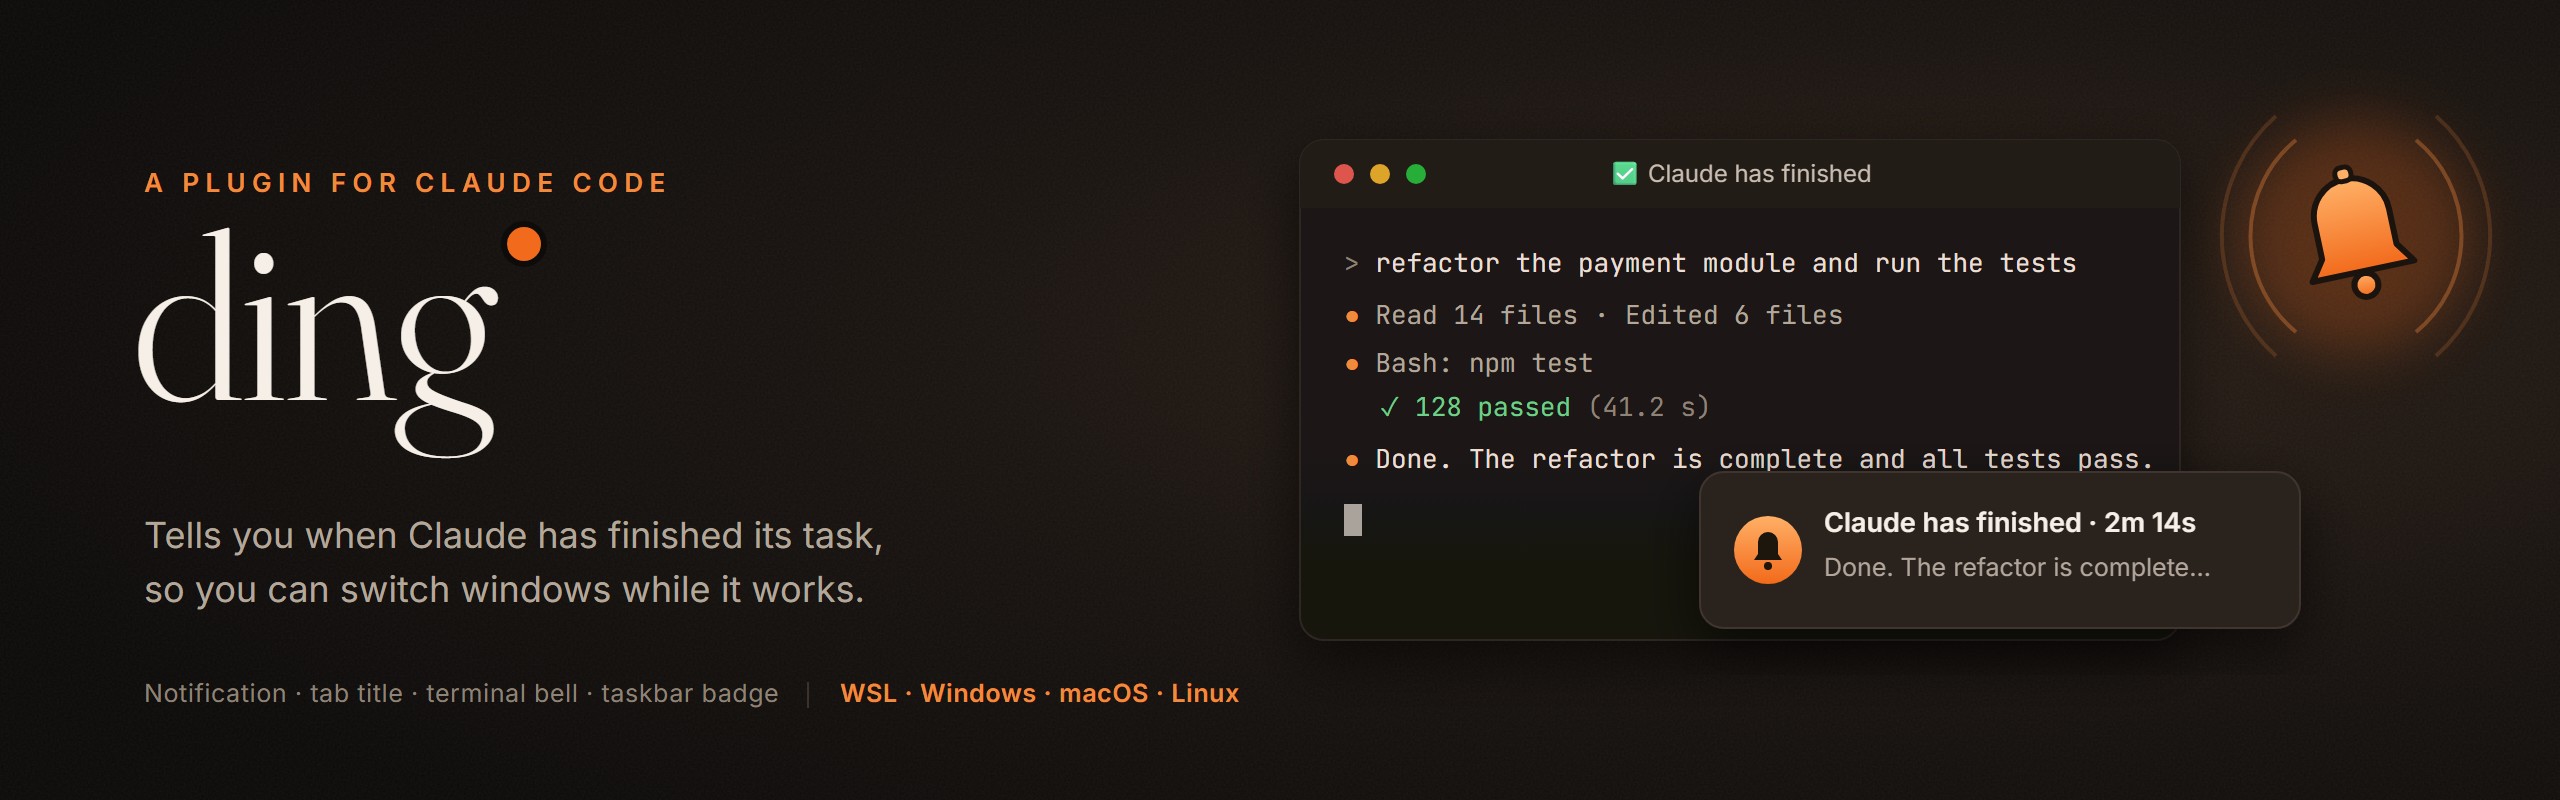 A PLUGIN FOR CLAUDE CODE
ding
Tells you when Claude has finished its task,
so you can switch windows while it works.
Notification · tab title · terminal bell · taskbar badge | WSL · Windows · macOS · Linux
✅ Claude has finished
> refactor the payment module and run the tests
● Read 14 files · Edited 6 files
● Bash: npm test
✓ 128 passed (41.2 s)
● Done. The refactor is complete and all tests pass.
Claude has finished · 2m 14s
Done. The refactor is complete...